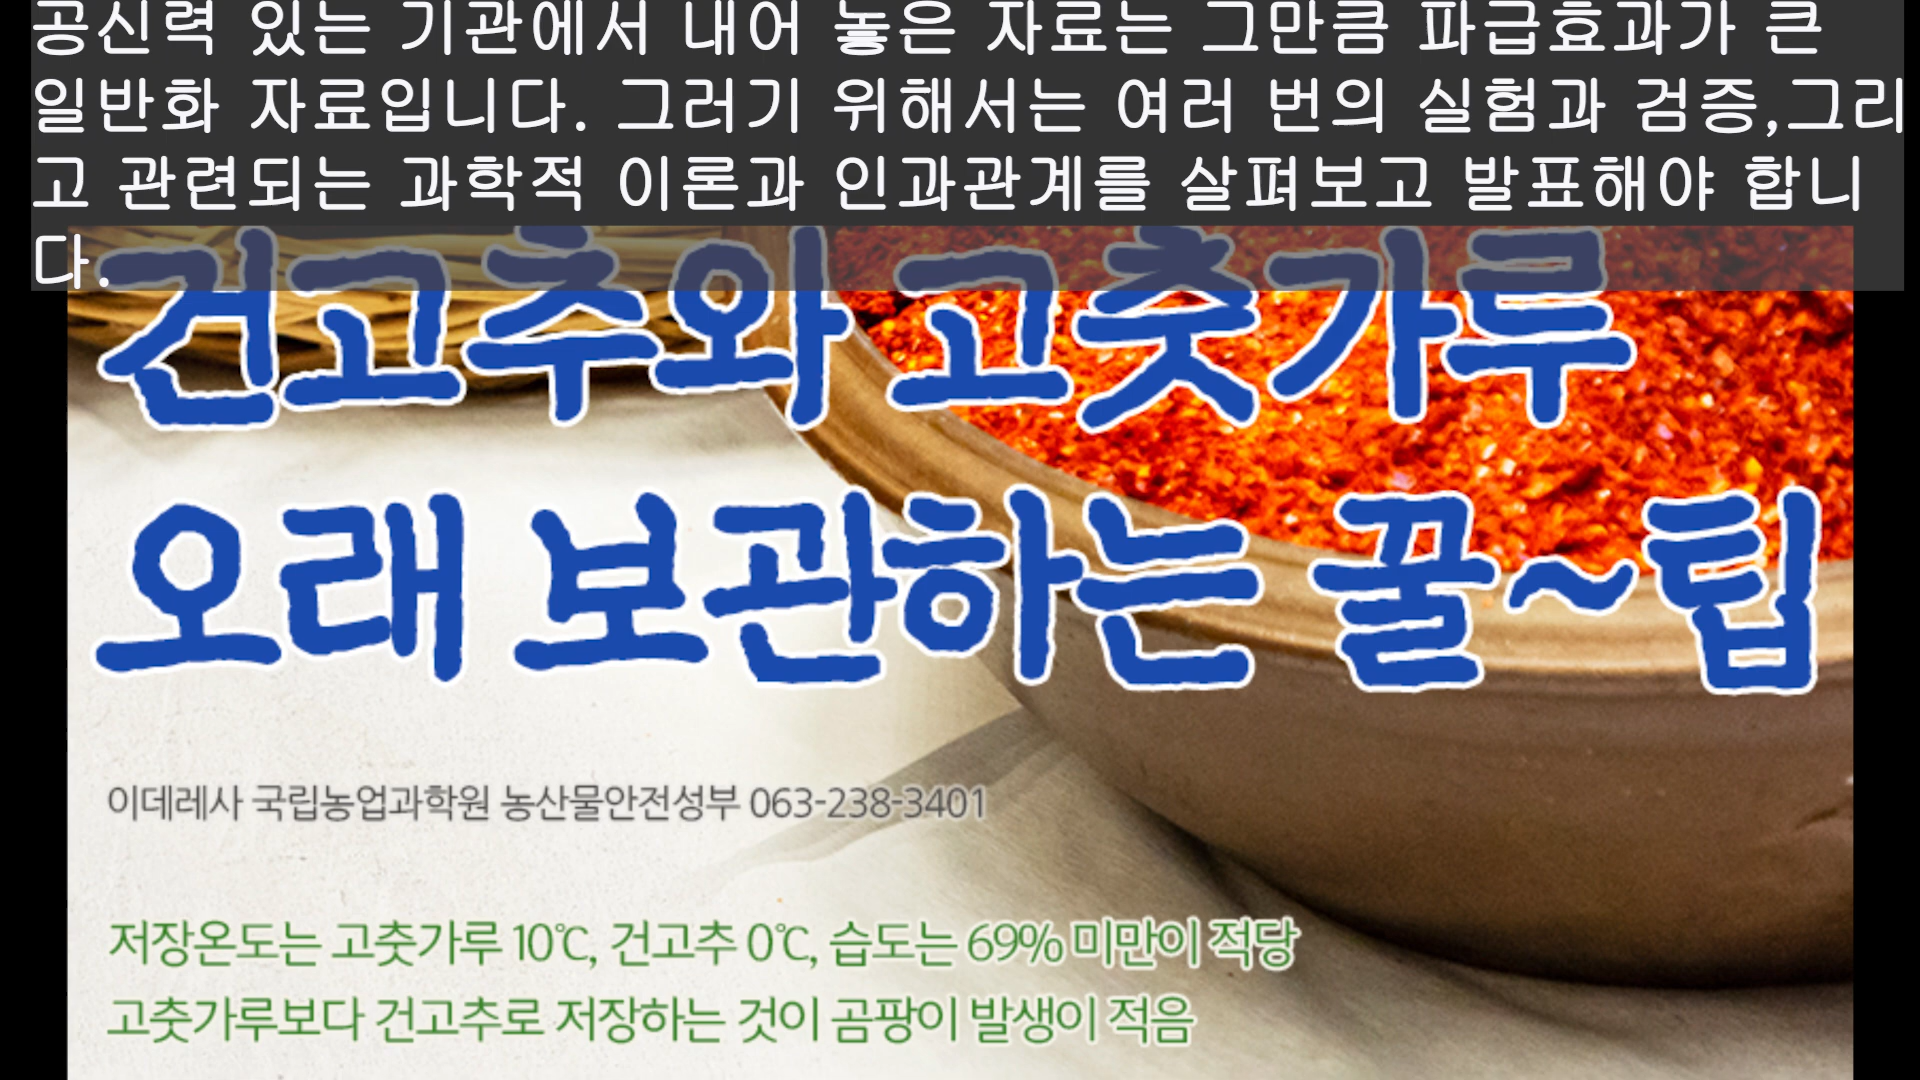 공신력 있는 기관에서 내어 놓은 자료는 그만큼 파급효과가 큰
일반화 자료입니다. 그러기 위해서는 여러 번의 실험과 검증,그리
고 관련되는 과학적 이론과 인과관계를 살펴보고 발표해야 합니
다.
건고추와 고춧가루
오래 보관하는 꿀~팁
이데레사 국립농업과학원 농산물안전성부 063-238-3401
저장온도는 고춧가루 10℃, 건고추 0℃, 습도는 69% 미만이 적당
고춧가루보다 건고추로 저장하는 것이 곰팡이 발생이 적음